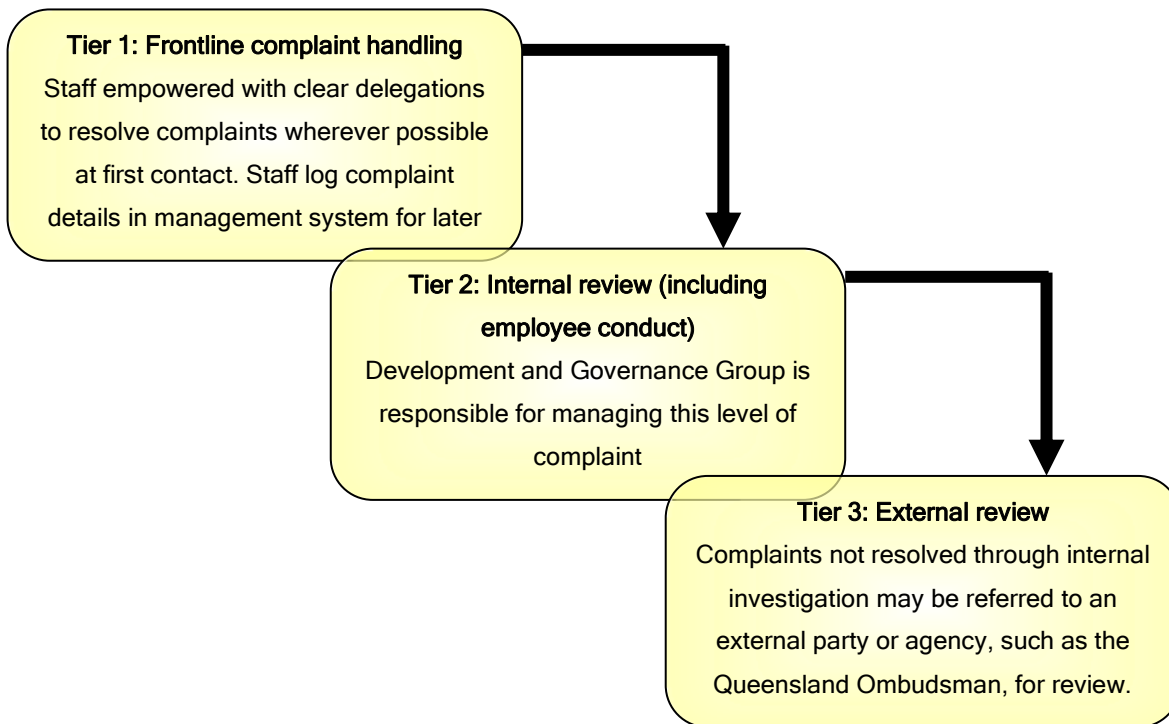 Tier 1: Frontline complaint handling
Staff empowered with clear delegations
to resolve complaints wherever possible
at first contact. Staff log complaint
details in management system for later
Tier 2: Internal review (including
employee conduct)
Development and Governance Group is
responsible for managing this level of
complaint
Tier 3: External review
Complaints not resolved through internal
investigation may be referred to an
external party or agency, such as the
Queensland Ombudsman, for review.